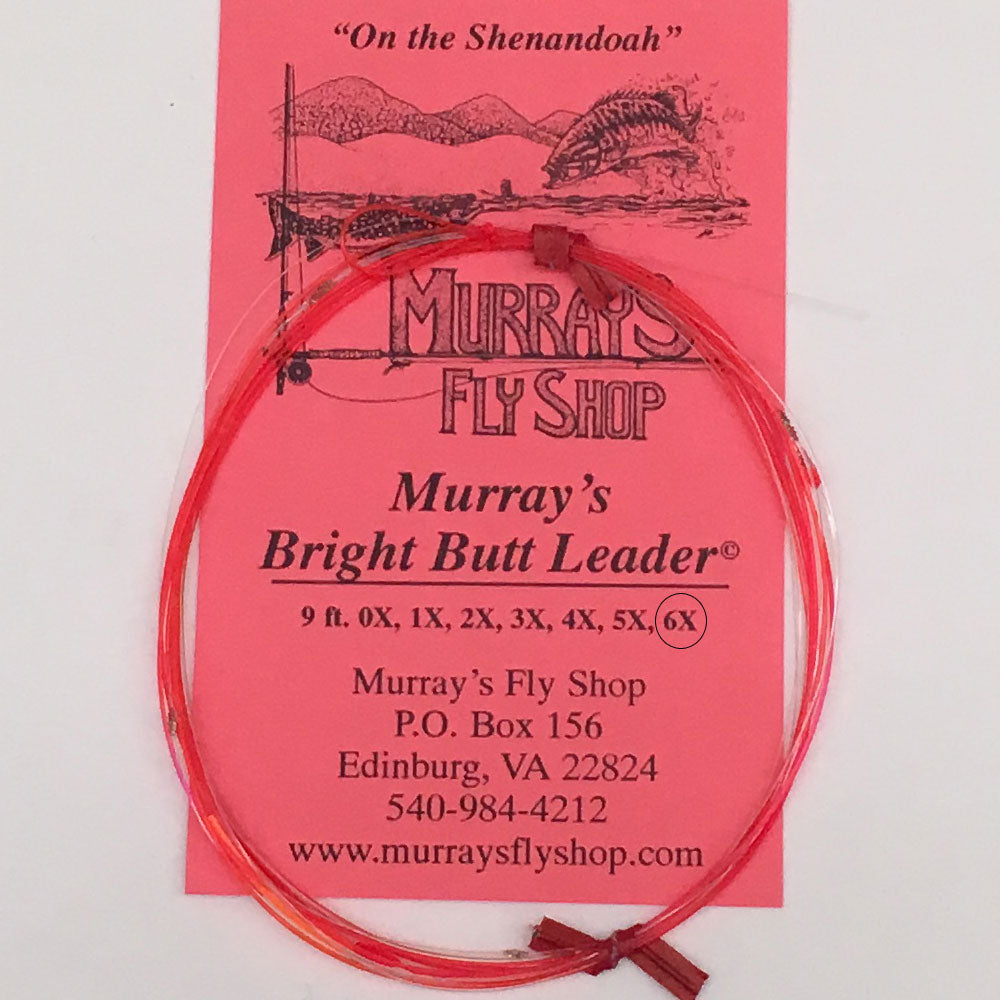 “On the Shenandoah”
MURRAY'S
FLY SHOP
Murray’s
Bright Butt Leader©
9 ft. 0X, 1X, 2X, 3X, 4X, 5X, 6X
Murray’s Fly Shop
P.O. Box 156
Edinburg, VA 22824
540-984-4212
www.murraysflyshop.com